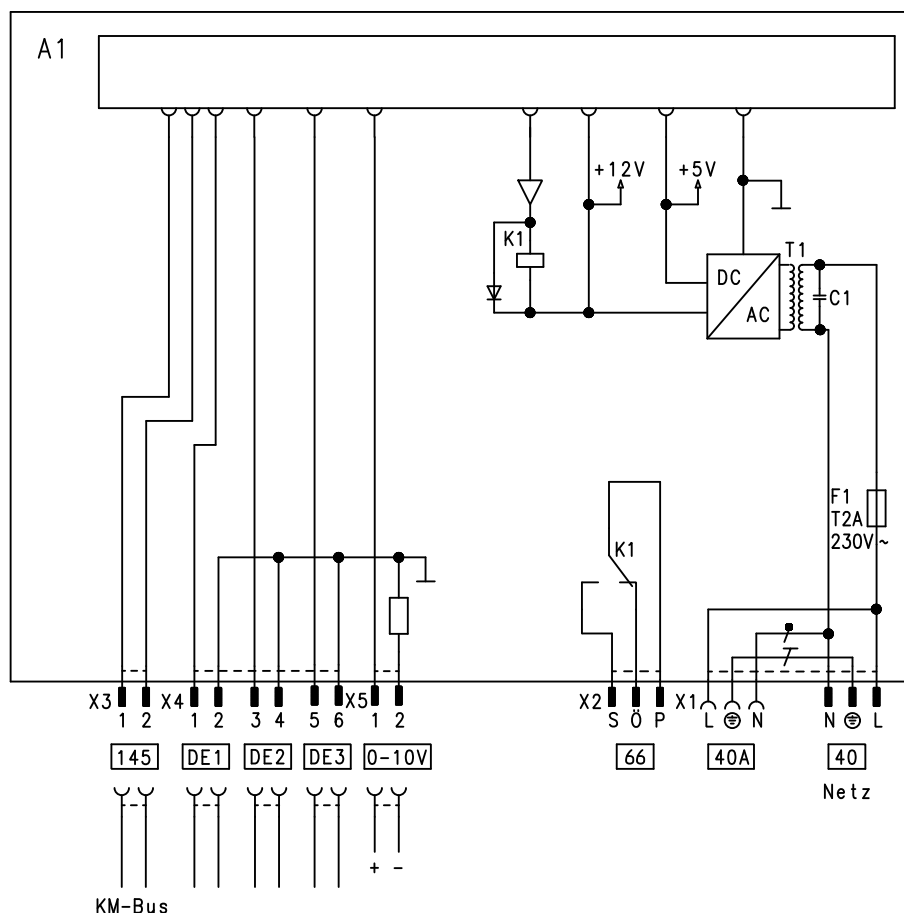 A1
+12V +5V
K1
T1
DC
AC
C1
F1
T2A
230V~
K1
X3 X4 X5 X2 X1
1 2 1 2 3 4 5 6 1 2 S Ö P L N N L
145 DE1 DE2 DE3 0-10V 66 40A 40
Netz
+ -
KM-Bus